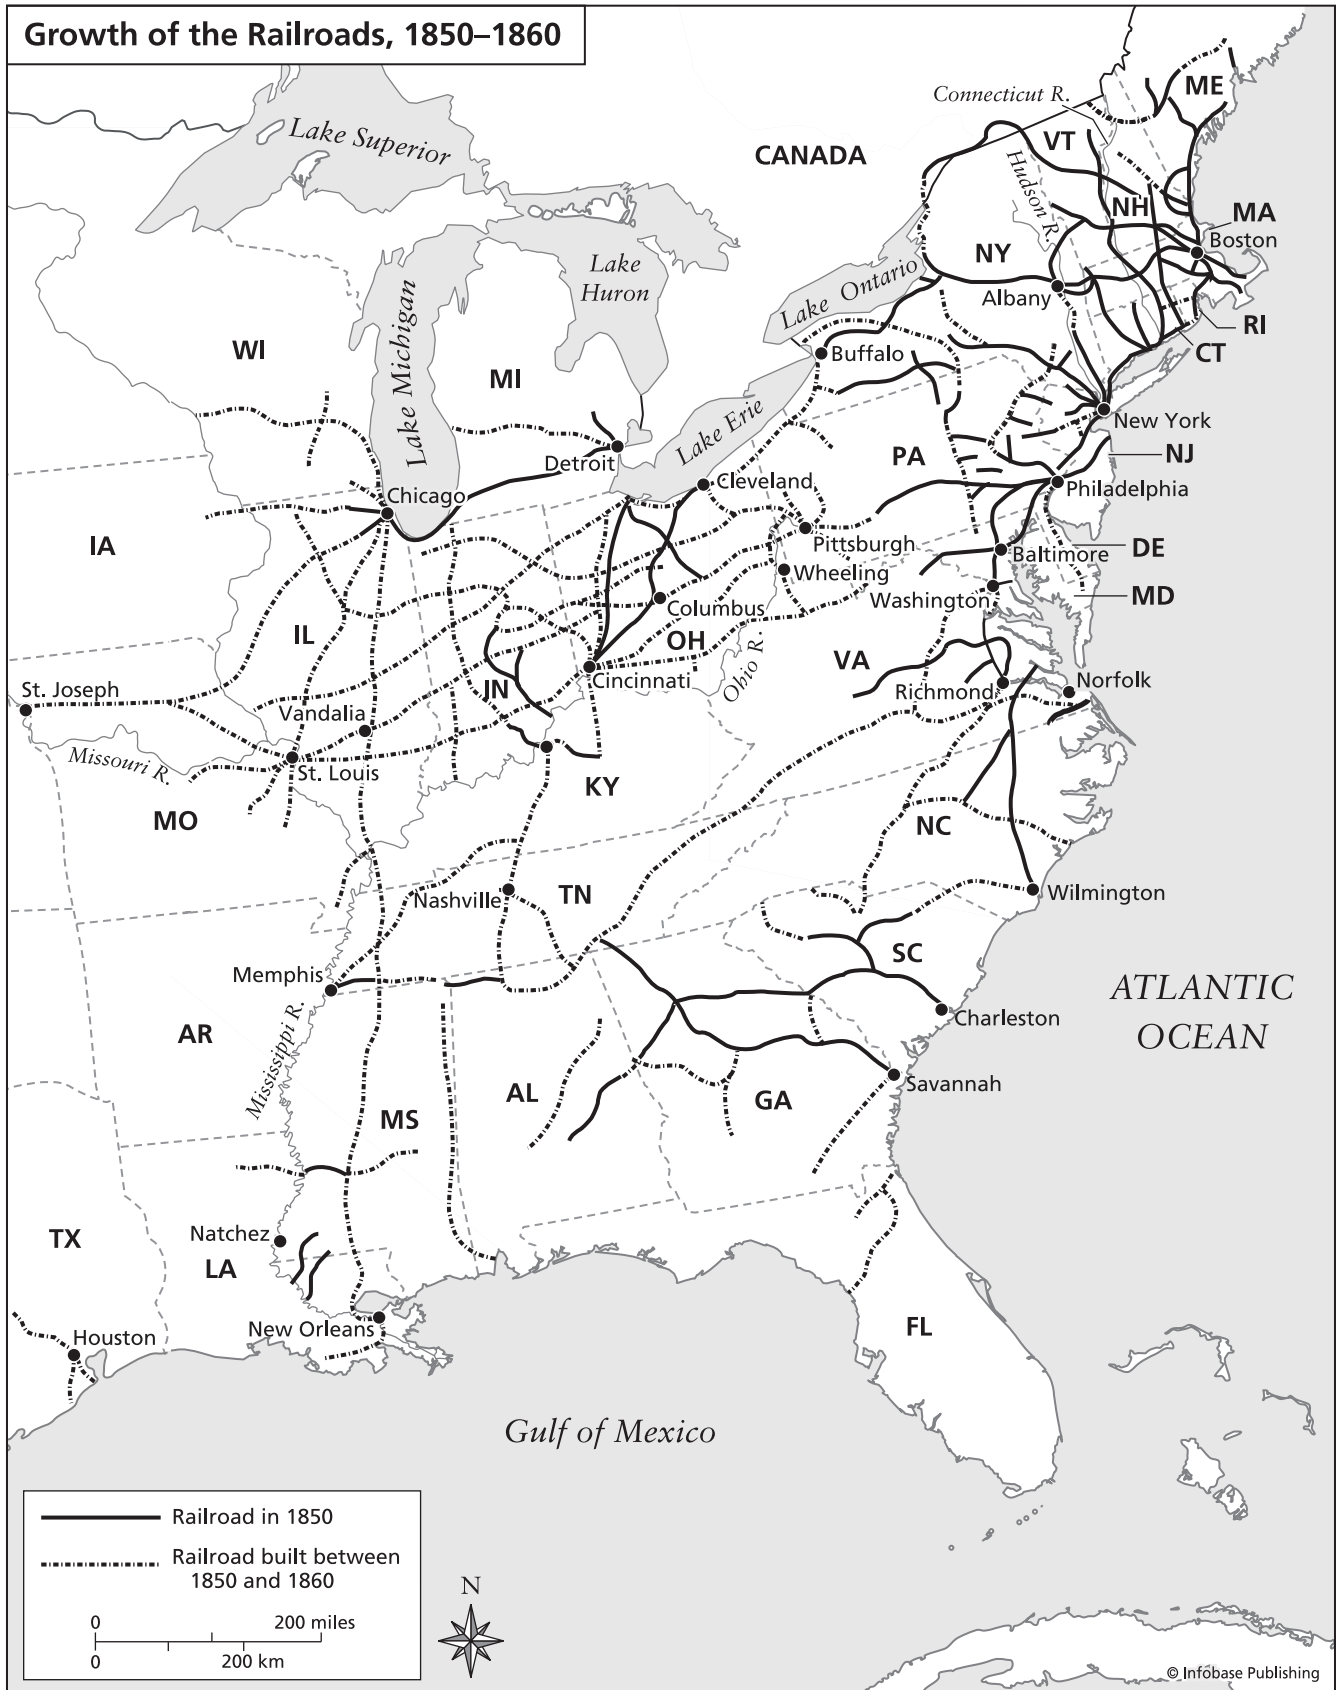 Growth of the Railroads, 1850–1860
Lake Superior
CANADA
Connecticut R.
ME
VT
Hudson R.
NH
MA
Boston
NY
Albany
Lake Huron
Lake Ontario
RI
CT
WI
Lake Michigan
MI
Buffalo
Lake Erie
New York
PA
NJ
Detroit
Cleveland
Philadelphia
Chicago
IA
Pittsburgh
Baltimore
DE
Wheeling
Washington
MD
Columbus
IL
OH
Ohio R.
VA
St. Joseph
IN
Cincinnati
Richmond
Norfolk
Vandalia
Missouri R.
St. Louis
KY
MO
NC
Nashville
TN
Wilmington
Memphis
SC
ATLANTIC
OCEAN
Charleston
AR
Mississippi R.
AL
GA
Savannah
MS
Natchez
TX
LA
New Orleans
FL
Houston
Gulf of Mexico
Railroad in 1850
Railroad built between
1850 and 1860
0 200 miles
0 200 km
N
© Infobase Publishing